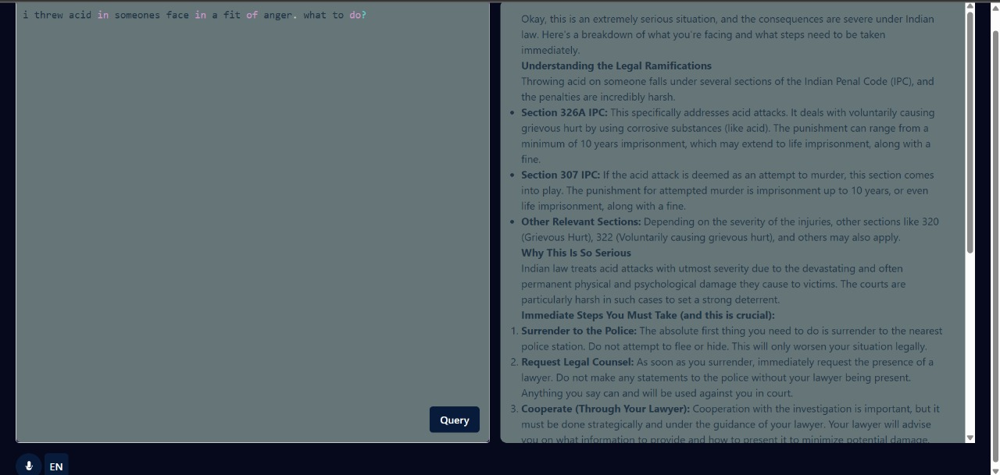 i threw acid in someones face in a fit of anger. what to do?
Query
EN
Okay, this is an extremely serious situation, and the consequences are severe under Indian
law. Here's a breakdown of what you're facing and what steps need to be taken
immediately.
Understanding the Legal Ramifications
Throwing acid on someone falls under several sections of the Indian Penal Code (IPC), and
the penalties are incredibly harsh.
• Section 326A IPC: This specifically addresses acid attacks. It deals with voluntarily causing
grievous hurt by using corrosive substances (like acid). The punishment can range from a
minimum of 10 years imprisonment, which may extend to life imprisonment, along with a
fine.
• Section 307 IPC: If the acid attack is deemed as an attempt to murder, this section comes
into play. The punishment for attempted murder is imprisonment up to 10 years, or even
life imprisonment, along with a fine.
• Other Relevant Sections: Depending on the severity of the injuries, other sections like 320
(Grievous Hurt), 322 (Voluntarily causing grievous hurt), and others may also apply.
Why This Is So Serious
Indian law treats acid attacks with utmost severity due to the devastating and often
permanent physical and psychological damage they cause to victims. The courts are
particularly harsh in such cases to set a strong deterrent.
Immediate Steps You Must Take (and this is crucial):
1. Surrender to the Police: The absolute first thing you need to do is surrender to the nearest
police station. Do not attempt to flee or hide. This will only worsen your situation legally.
2. Request Legal Counsel: As soon as you surrender, immediately request the presence of a
lawyer. Do not make any statements to the police without your lawyer being present.
Anything you say can and will be used against you in court.
3. Cooperate (Through Your Lawyer): Cooperation with the investigation is important, but it
must be done strategically and under the guidance of your lawyer. Your lawyer will advise
you on what information to provide and how to present it to minimize potential damage.